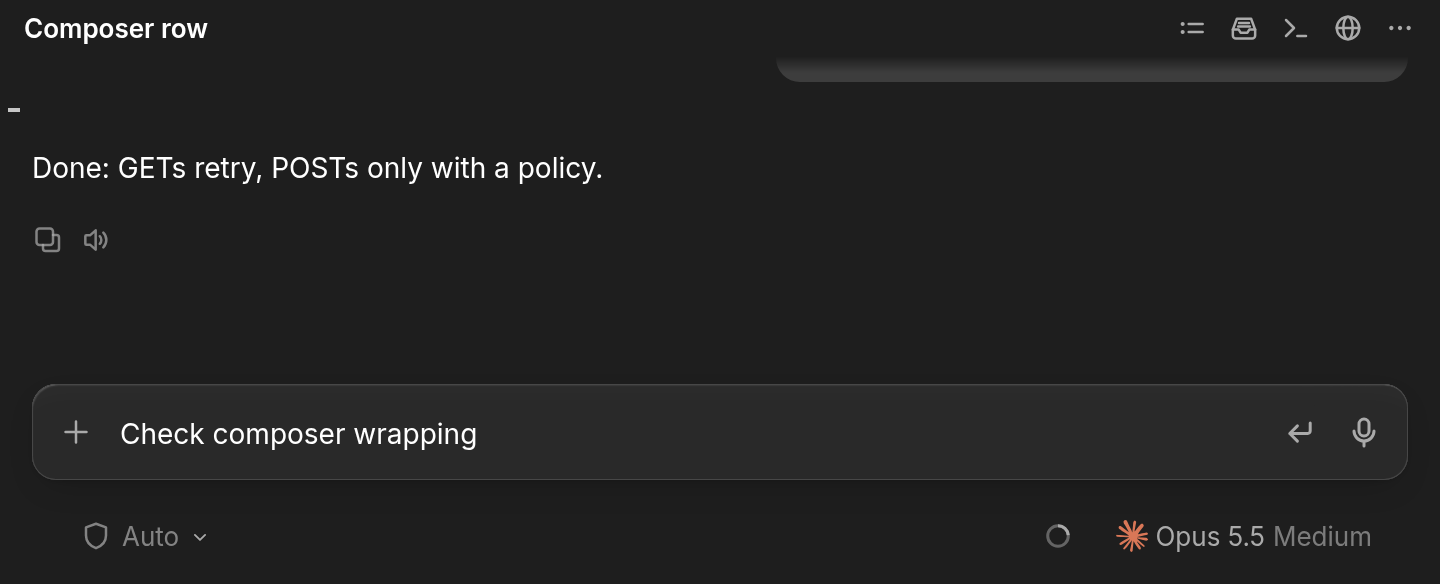 Composer row
Done: GETs retry, POSTs only with a policy.
Check composer wrapping
Auto
Opus 5.5 Medium